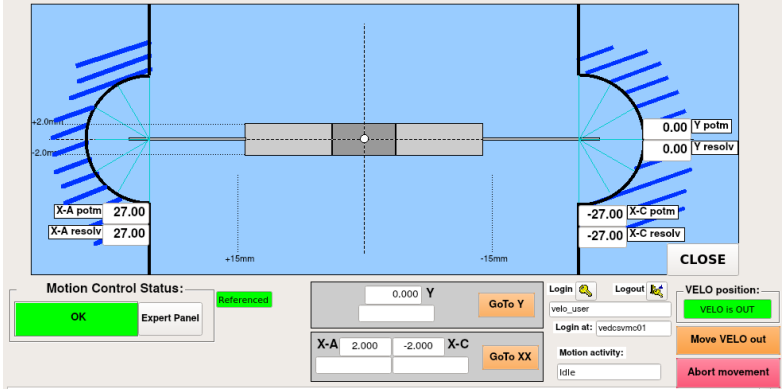 +2.0mm
-2.0m
0.00 Y potm
0.00 Y resolv
X-A potm 27.00
X-A resolv 27.00
-27.00 X-C potm
-27.00 X-C resolv
+15mm
-15mm
CLOSE
Motion Control Status:
OK
Expert Panel
Referenced
0.000 Y
GoTo Y
X-A 2.000 -2.000 X-C
GoTo XX
Login Logout
velo_user
Login at: vedcsvmc01
Motion activity:
Idle
VELO position:
VELO is OUT
Move VELO out
Abort movement